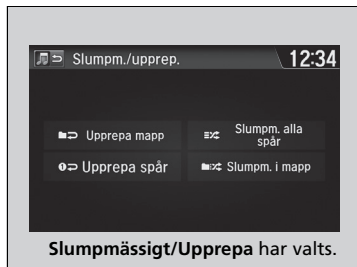 Slumpm./upprep.
12:34
Upprepa mapp
Slumpm. alla
spår
Upprepa spår
Slumpm. i mapp
Slumpmässigt/Upprepa har valts.